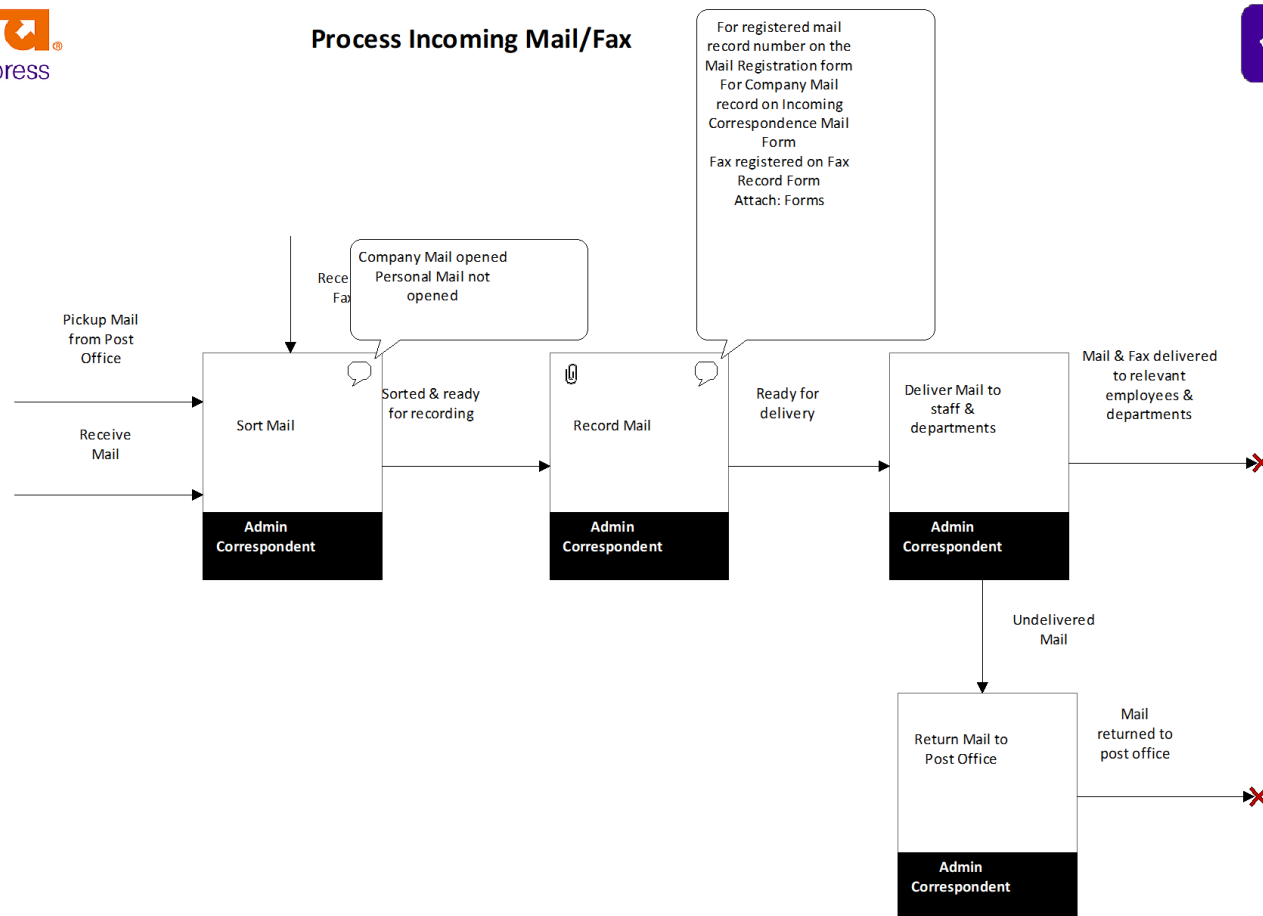 Process Incoming Mail/Fax
For registered mail
record number on the
Mail Registration form
For Company Mail
record on Incoming
Correspondence Mail
Form
Fax registered on Fax
Record Form
Attach: Forms
Company Mail opened
Personal Mail not
opened
Pickup Mail
from Post
Office
Receive
Mail
Sort Mail
Admin
Correspondent
Sorted & ready
for recording
Record Mail
Admin
Correspondent
Ready for
delivery
Deliver Mail to
staff &
departments
Admin
Correspondent
Mail & Fax delivered
to relevant
employees &
departments
Undelivered
Mail
Return Mail to
Post Office
Admin
Correspondent
Mail
returned to
post office